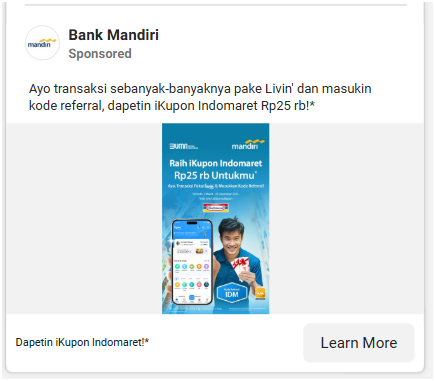 mandiri
Bank Mandiri
Sponsored
Ayo transaksi sebanyak-banyaknya pake Livin' dan masukin
kode referral, dapetin iKupon Indomaret Rp25 rb!*
BUMN
mandiri
Raih iKupon Indomaret
Rp25 rb Untukmu*
Ayo Transaksi Pakai Livin' & Masukkan Kode Referral!
Indomaret
IDM
Dapetin iKupon Indomaret!*
Learn More